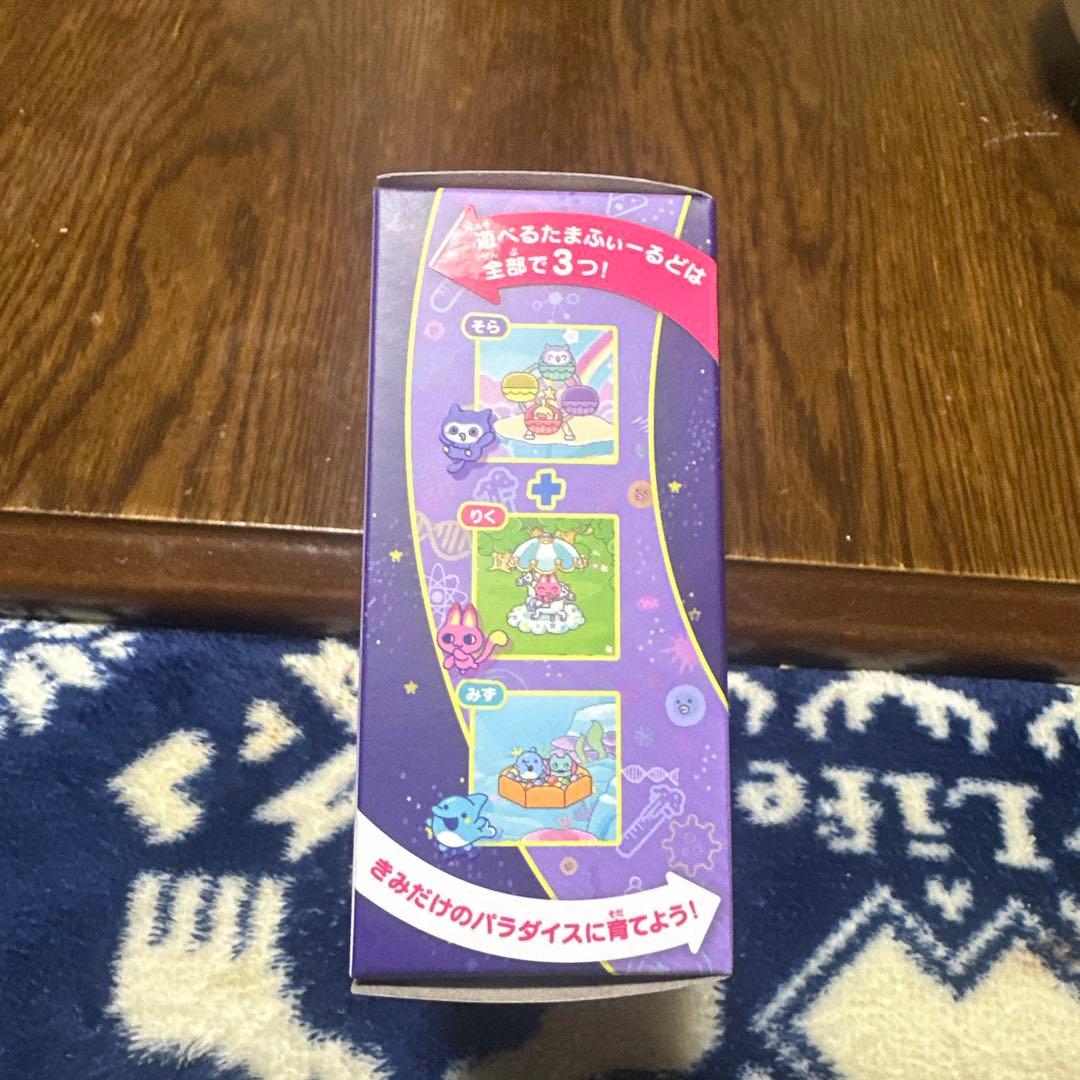 遊べるたまふぃーるどは
全部で3つ!
そら
りく
みず
きみだけのパラダイスに育てよう!
Life